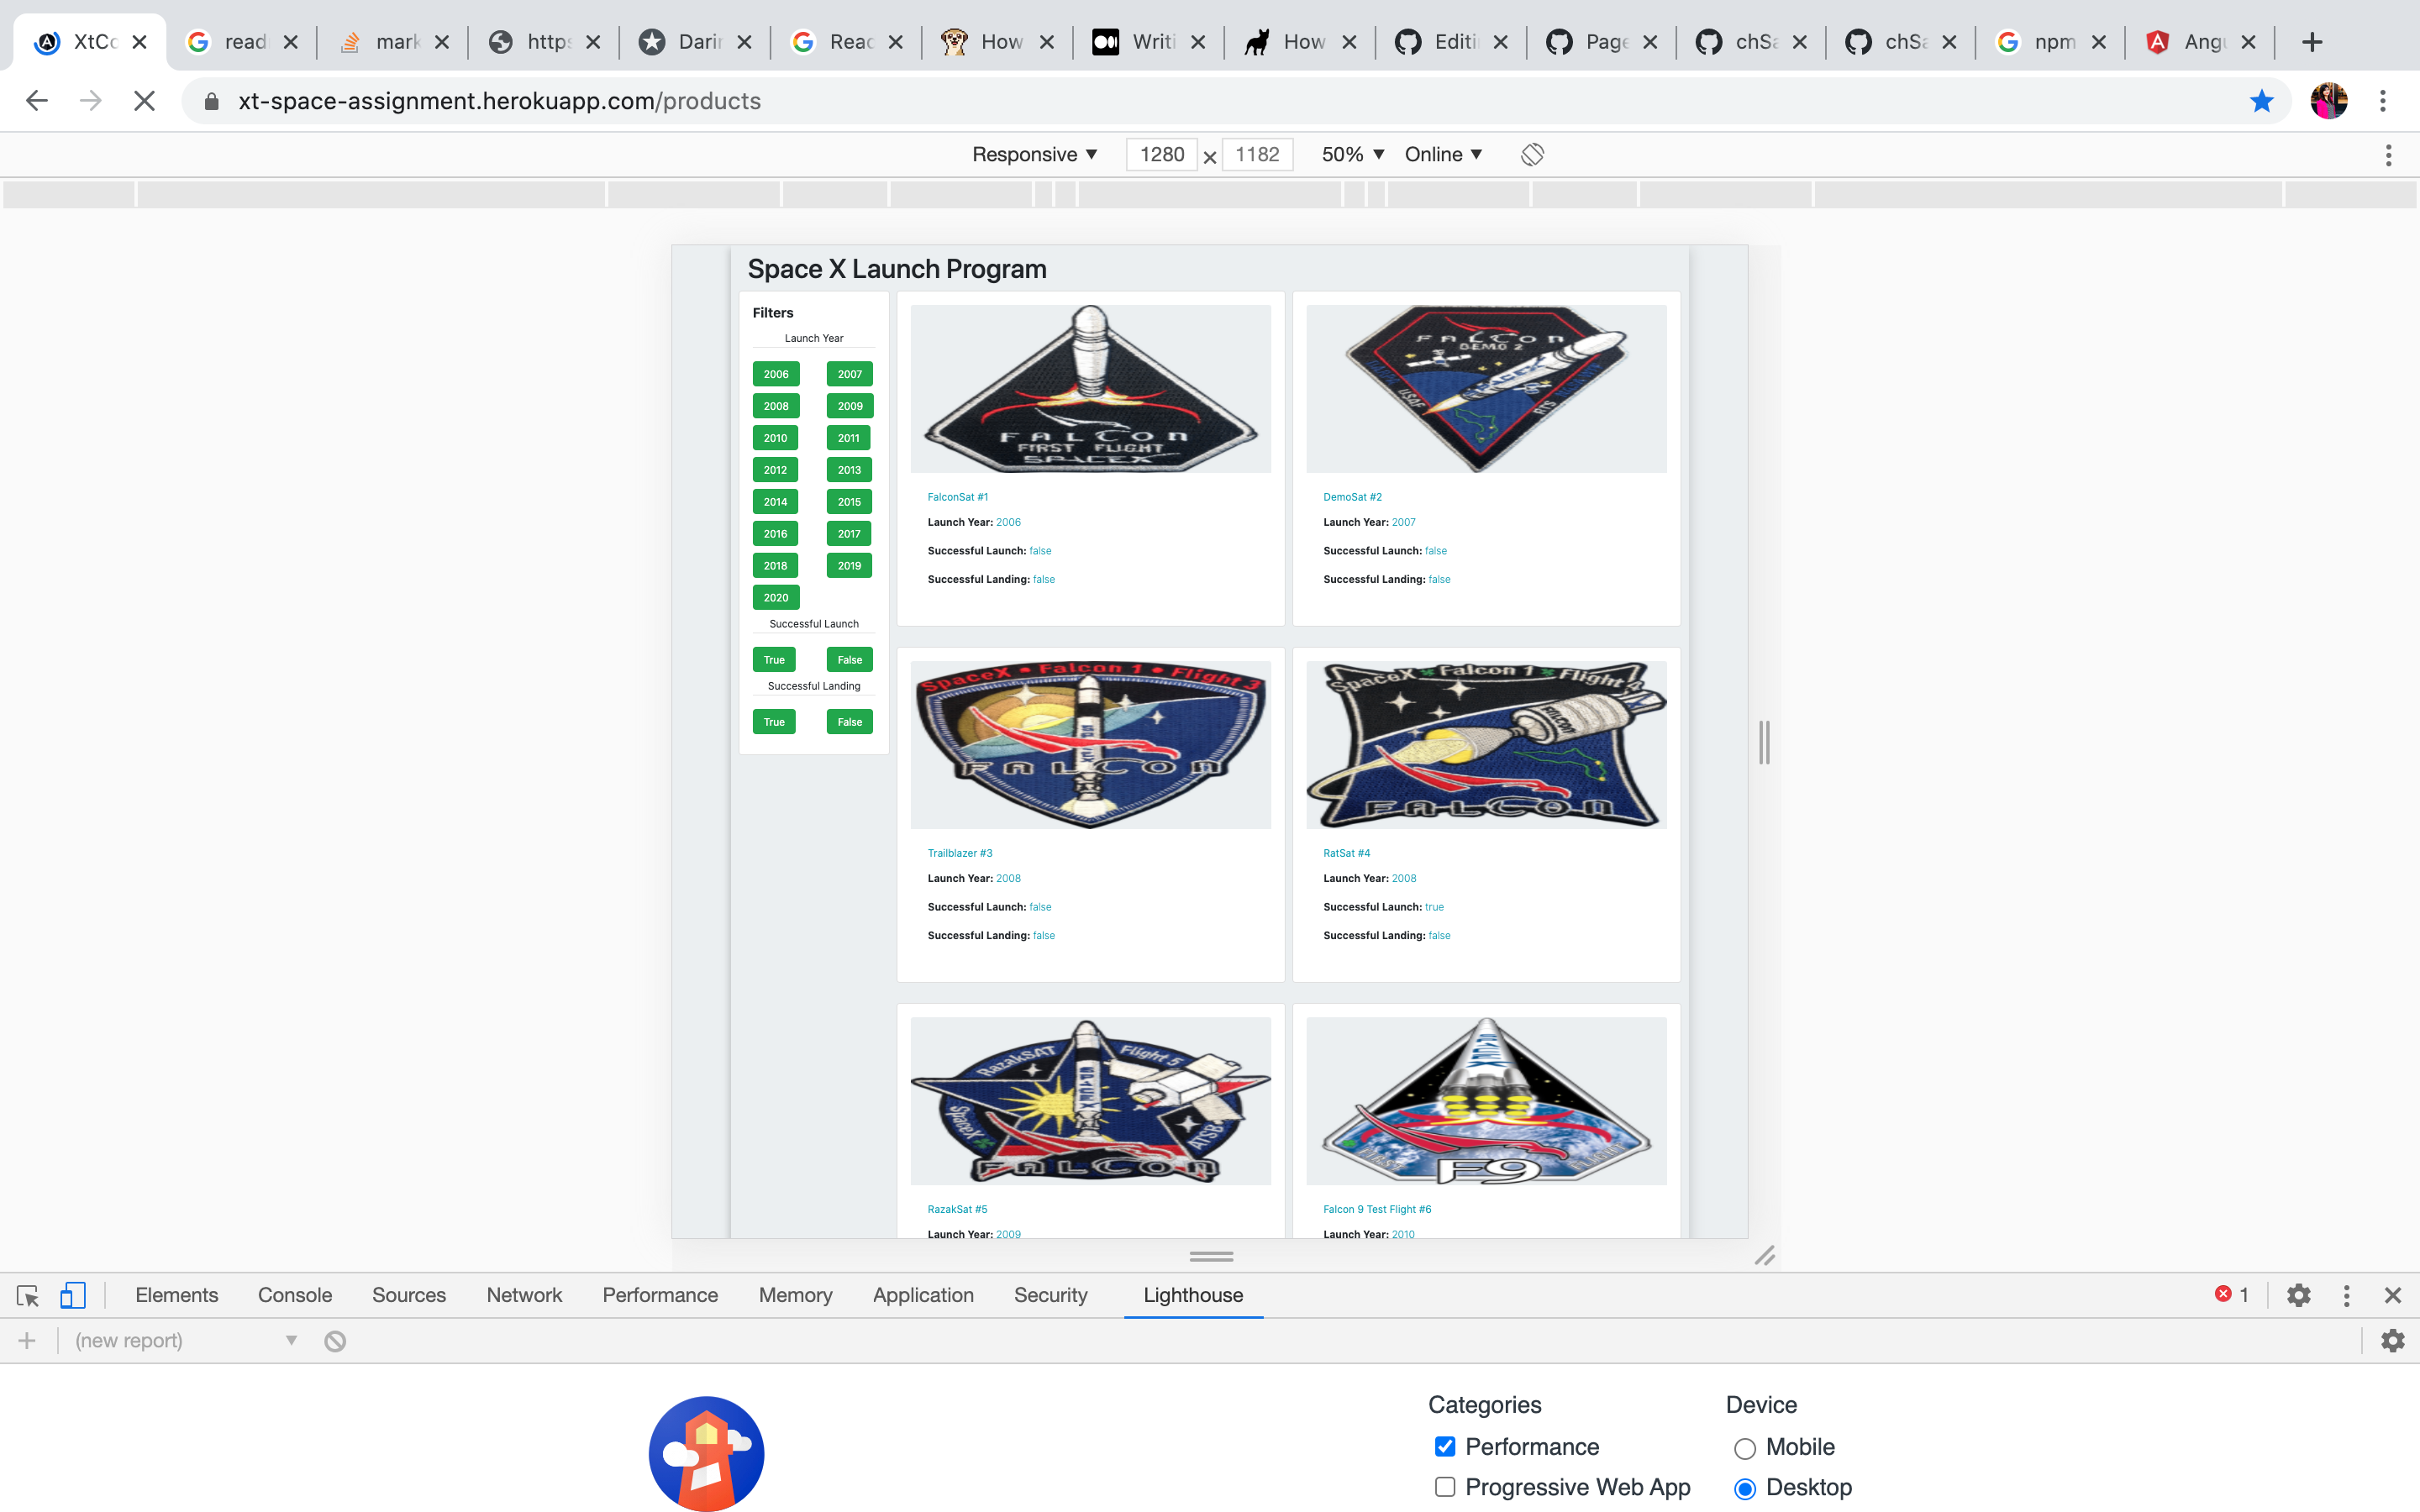 XtCo read mark https Darin Reac How Writi How Editi Page chSa chSa npm Angu
xt-space-assignment.herokuapp.com/products
Responsive 1280 × 1182 50% Online
Space X Launch Program
Filters
Launch Year
2006 2007
2008 2009
2010 2011
2012 2013
2014 2015
2016 2017
2018 2019
2020
Successful Launch
True False
Successful Landing
True False
FALCON
FIRST FLIGHT
SPACEX
FalconSat #1
Launch Year: 2006
Successful Launch: false
Successful Landing: false
FALCON
DEMO 2
SPACEX
USAF
DemoSat #2
Launch Year: 2007
Successful Launch: false
Successful Landing: false
SpaceX • Falcon 1 • Flight 3
SPACEX
FALCON
Trailblazer #3
Launch Year: 2008
Successful Launch: false
Successful Landing: false
SpaceX Falcon 1 Flight 4
FALCON
FALCON
RatSat #4
Launch Year: 2008
Successful Launch: true
Successful Landing: false
RazakSAT Flight 5
SPACEX
SpaceX ATSB
FALCON
RazakSat #5
Launch Year: 2009
SPACEX
F9
Falcon 9 Test Flight #6
Launch Year: 2010
Elements Console Sources Network Performance Memory Application Security Lighthouse 1
(new report)
Categories Device
Performance Mobile
Progressive Web App Desktop